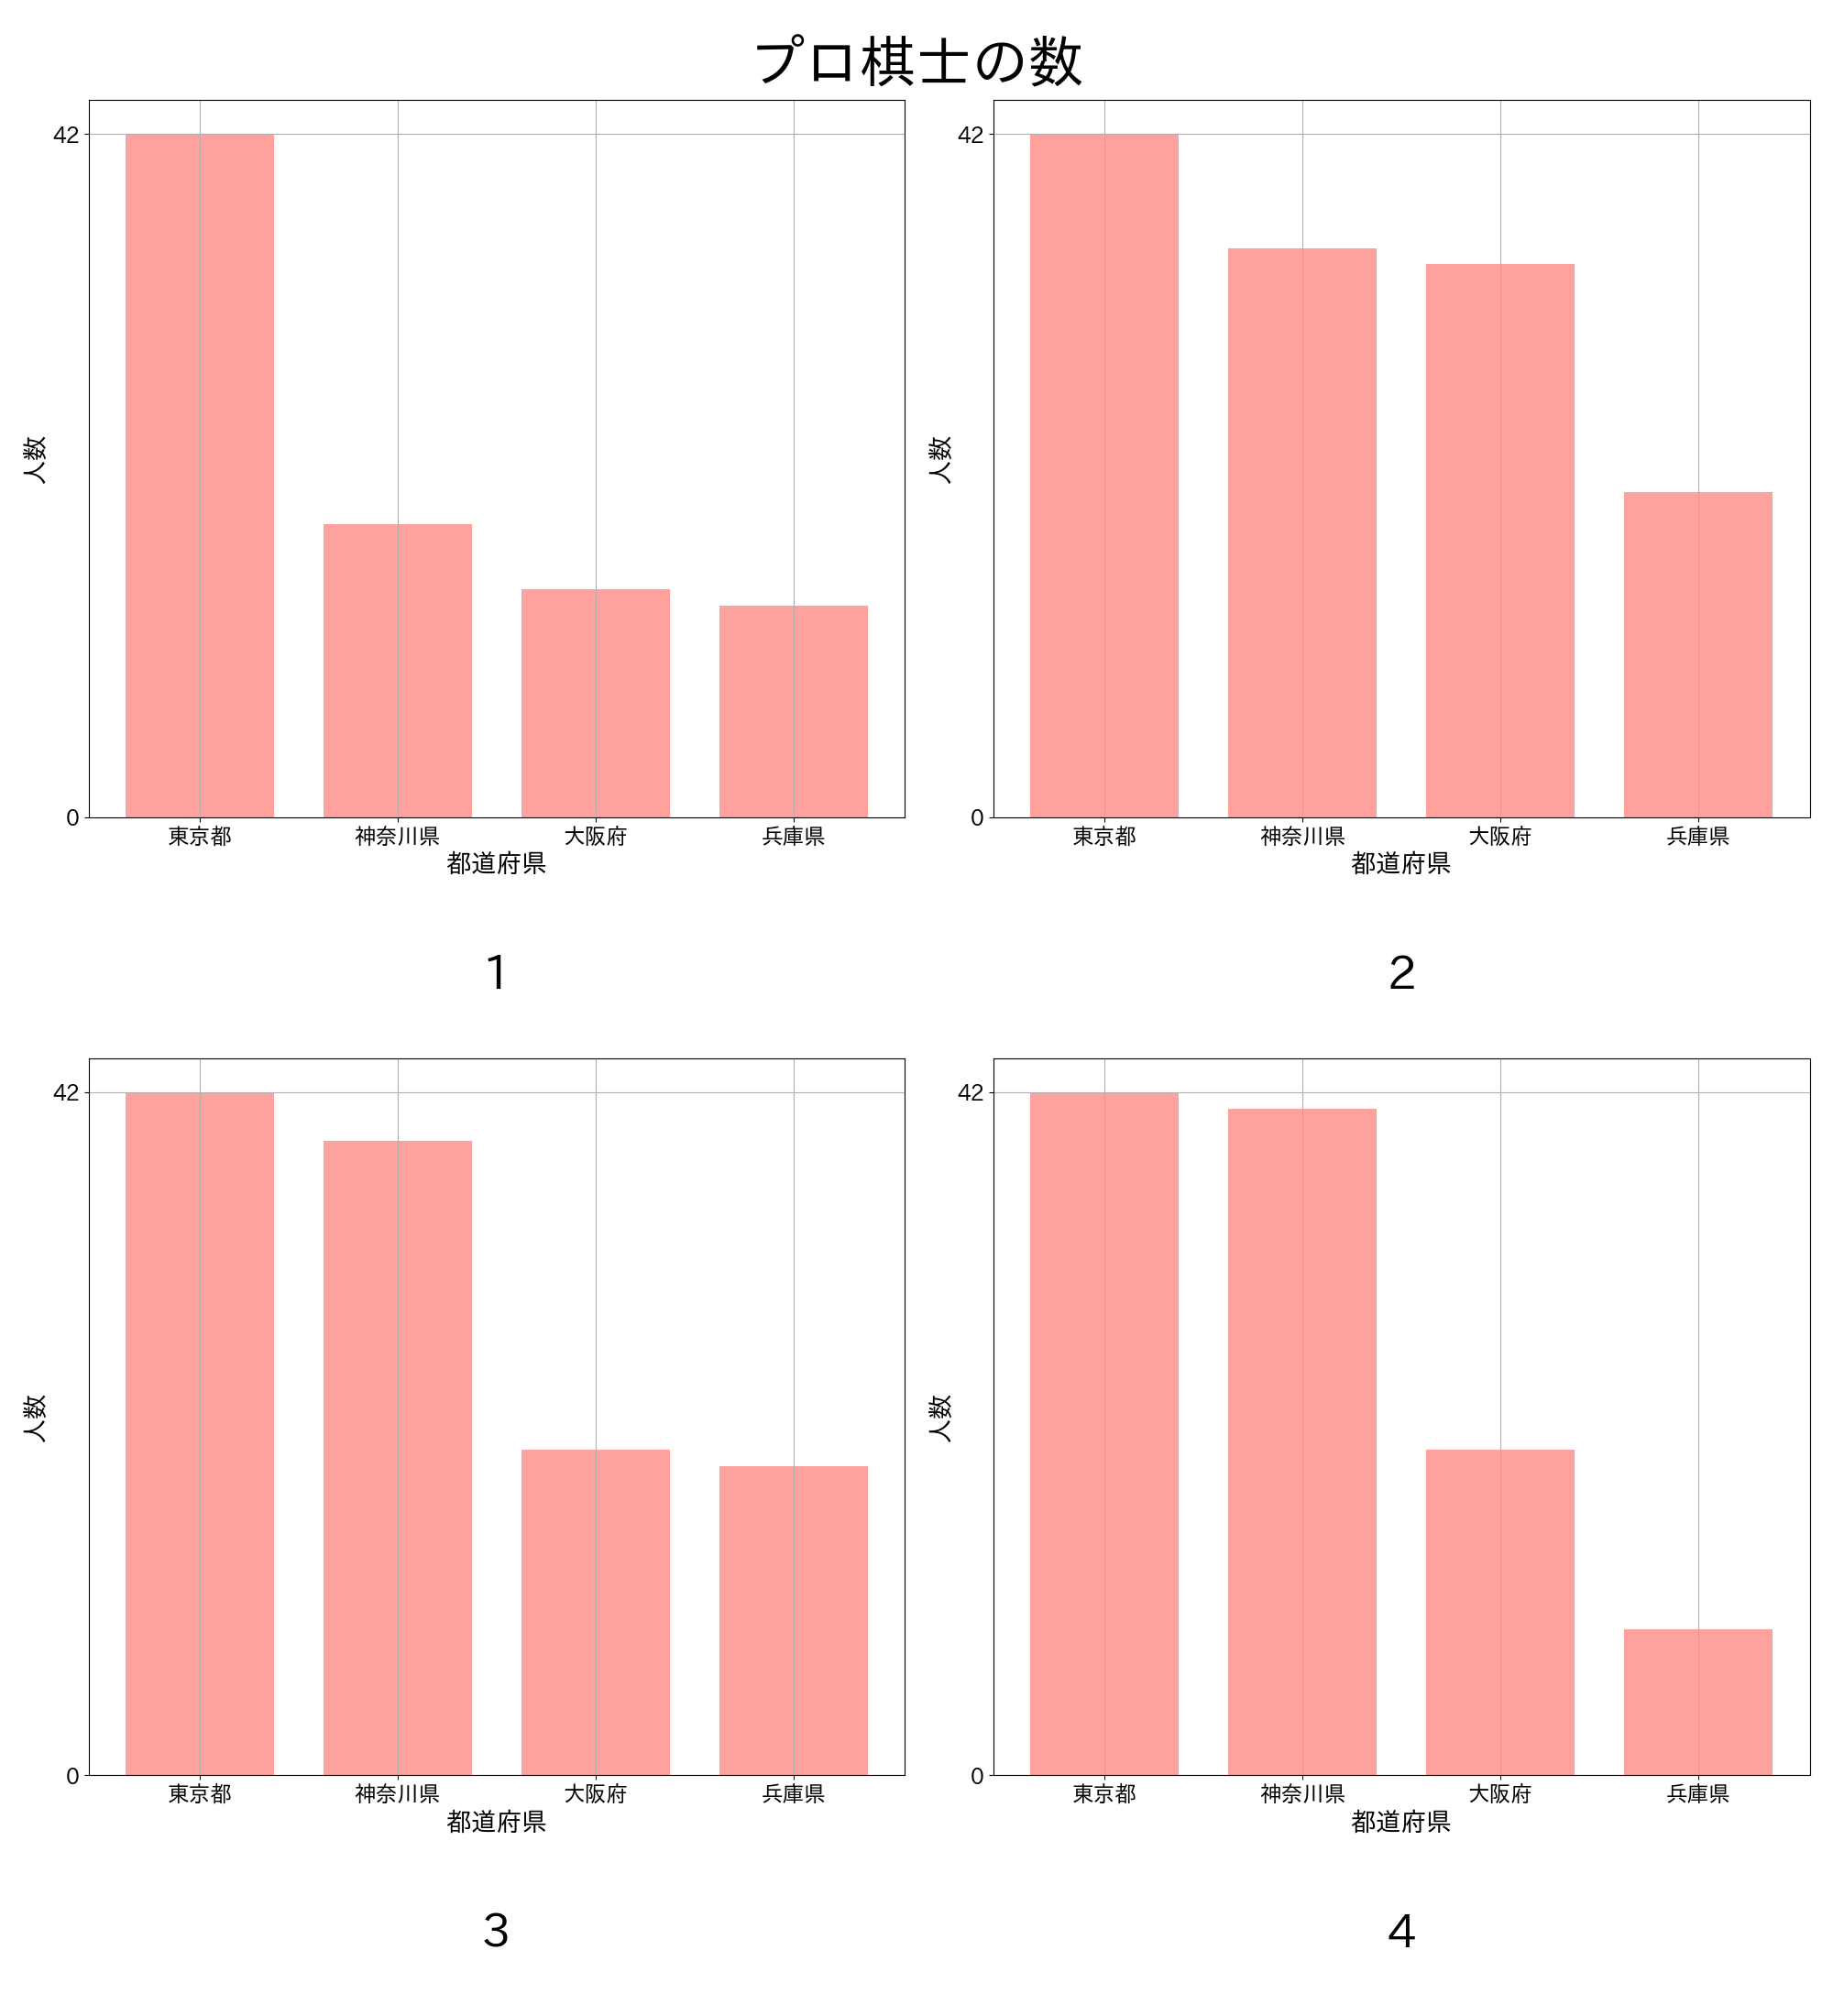 プロ棋士の数
42
0
人数
東京都 神奈川県 大阪府 兵庫県
都道府県
1
42
0
人数
東京都 神奈川県 大阪府 兵庫県
都道府県
2
42
0
人数
東京都 神奈川県 大阪府 兵庫県
都道府県
3
42
0
人数
東京都 神奈川県 大阪府 兵庫県
都道府県
4